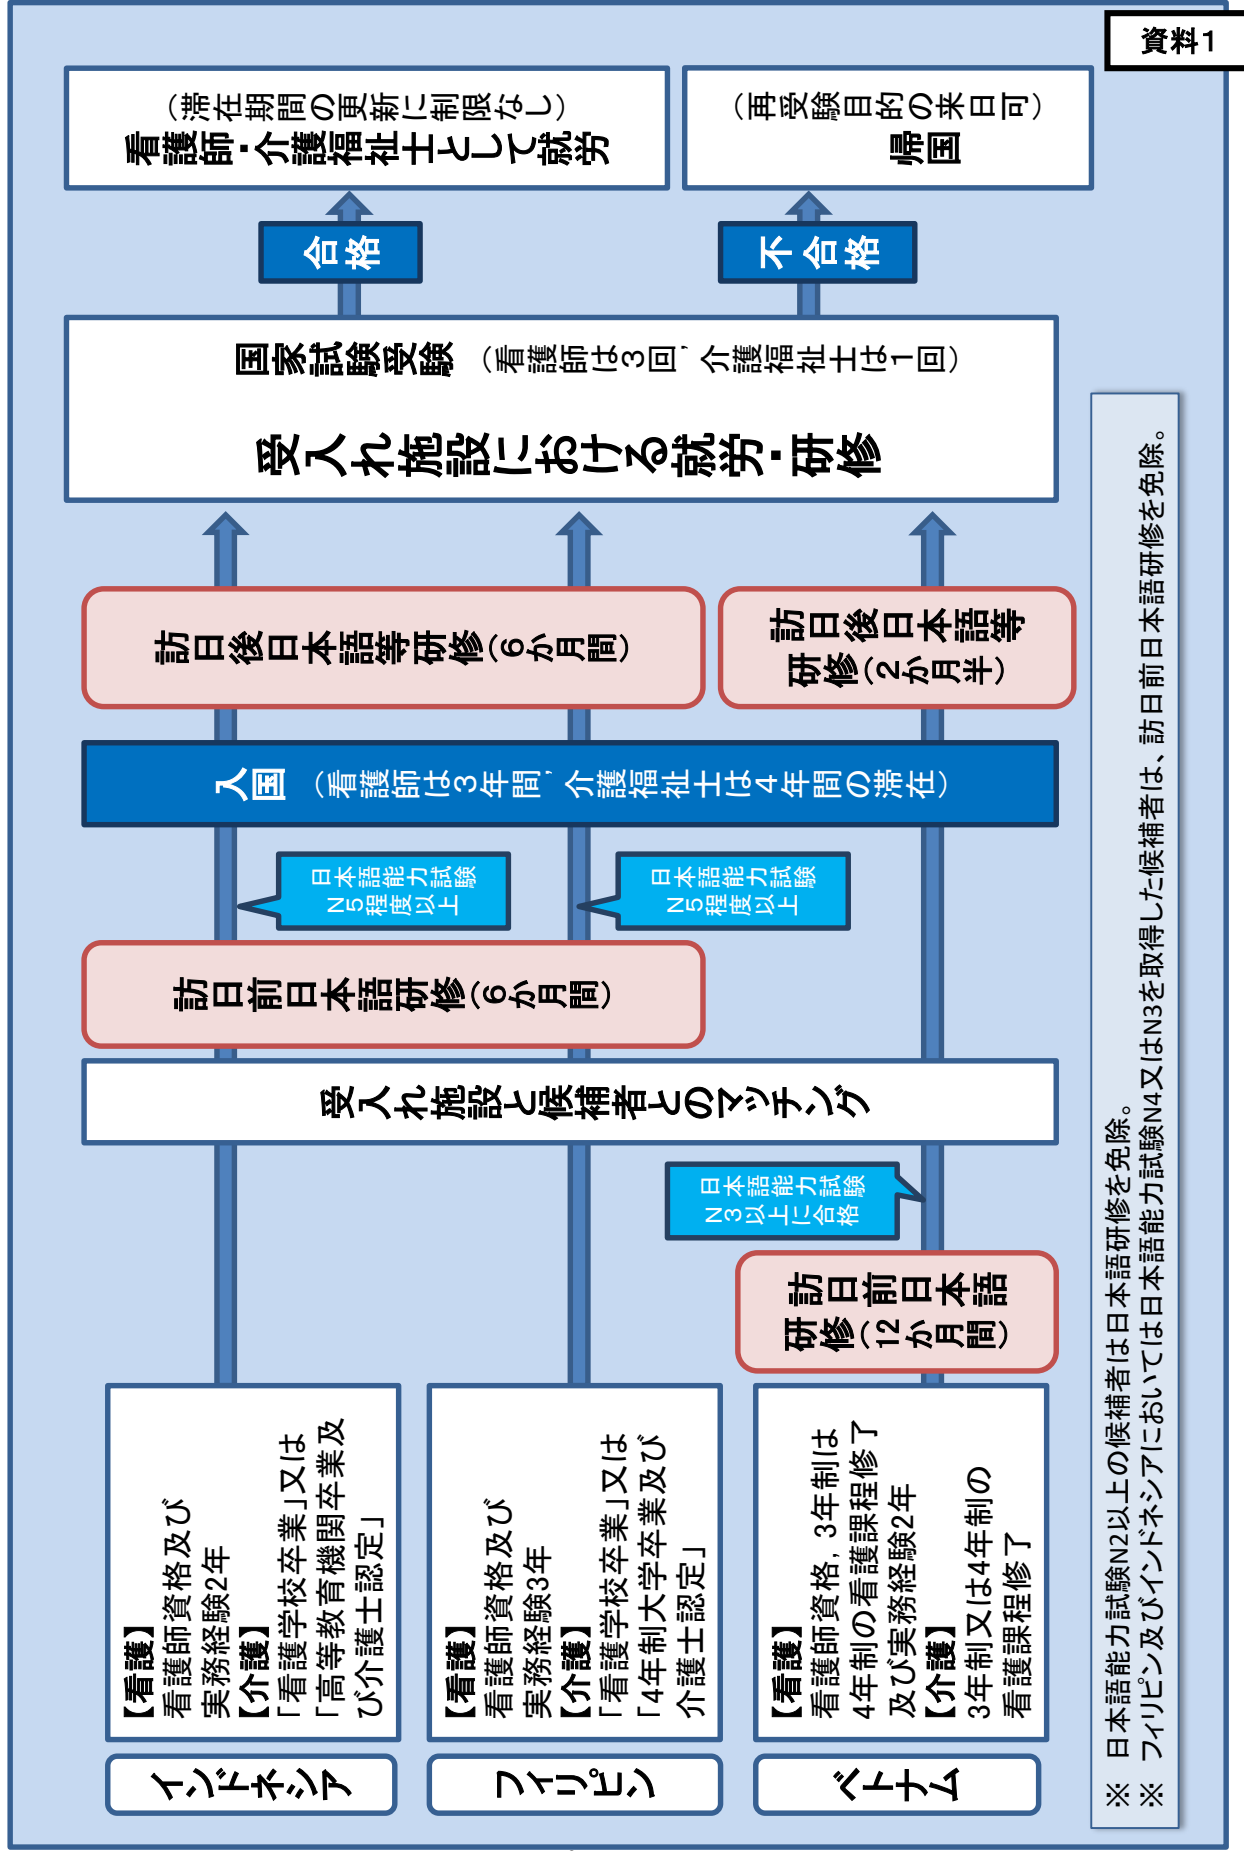 資料１
インドネシア
【看護】
看護師資格及び
実務経験2年
【介護】
「看護学校卒業」又は
「高等教育機関卒業及
び介護士認定」
フィリピン
【看護】
看護師資格及び
実務経験3年
【介護】
「看護学校卒業」又は
「4年制大学卒業及び
介護士認定」
ベトナム
【看護】
看護師資格，3年制は
4年制の看護課程修了
及び実務経験2年
【介護】
3年制又は4年制の
看護課程修了
訪日前日本語
研修(12か月間)
日本語能力試験
N３以上に合格
受入れ施設と候補者とのマッチング
訪日前日本語研修(６か月間)
日本語能力試験
N５程度以上
日本語能力試験
N５程度以上
入国　（看護師は３年間，介護福祉士は４年間の滞在）
訪日後日本語等研修(６か月間)
訪日後日本語等
研修(２か月半)
国家試験受験　（看護師は３回，介護福祉士は１回）
受入れ施設における就労・研修
合格
不合格
（滞在期間の更新に制限なし）
看護師・介護福祉士として就労
（再受験目的の来日可）
帰国
※　日本語能力試験N2以上の候補者は日本語研修を免除。
※　フィリピン及びインドネシアにおいては日本語能力試験N4又はN3を取得した候補者は、訪日前日本語研修を免除。